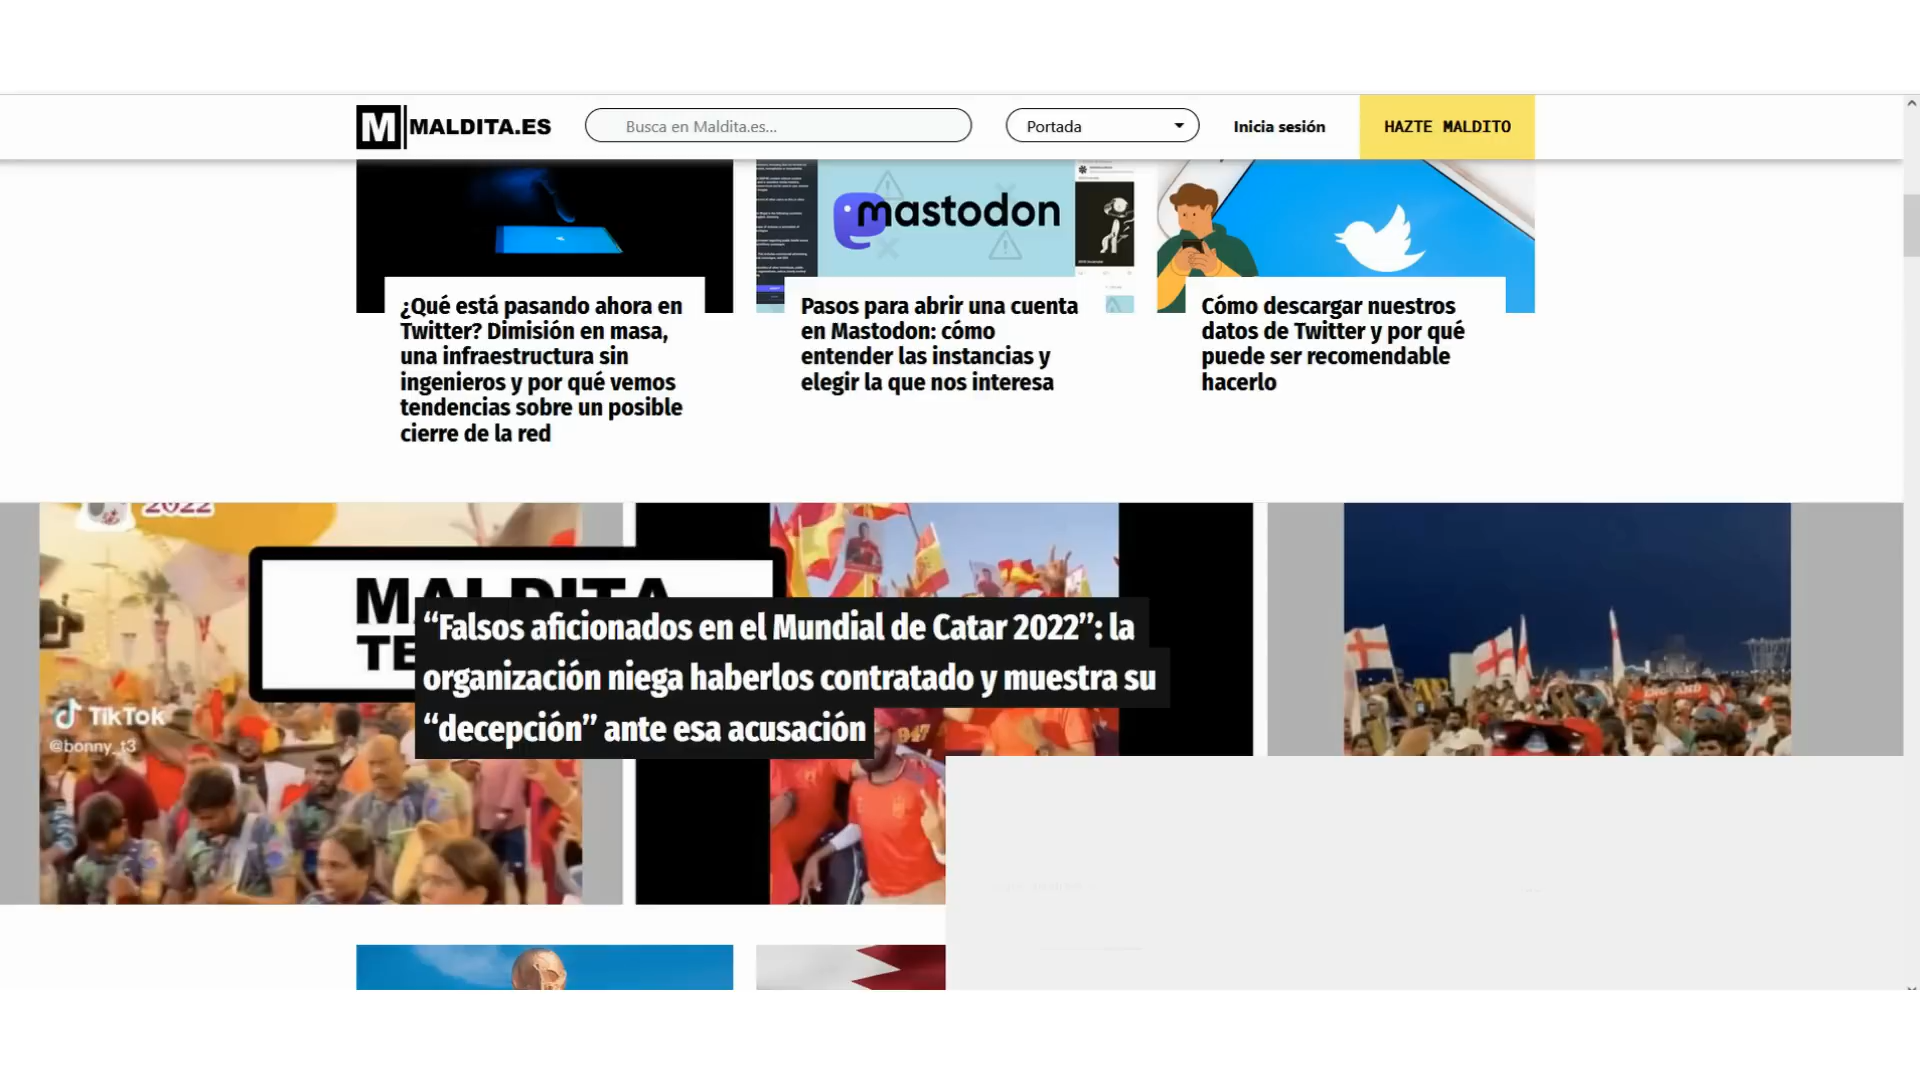 M MALDITA.ES
Busca en Maldita.es...
Portada
Inicia sesión
HAZTE MALDITO
mastodon
¿Qué está pasando ahora en
Twitter? Dimisión en masa,
una infraestructura sin
ingenieros y por qué vemos
tendencias sobre un posible
cierre de la red
Pasos para abrir una cuenta
en Mastodon: cómo
entender las instancias y
elegir la que nos interesa
Cómo descargar nuestros
datos de Twitter y por qué
puede ser recomendable
hacerlo
2022
MALDITA
TE
“Falsos aficionados en el Mundial de Catar 2022”: la
organización niega haberlos contratado y muestra su
“decepción” ante esa acusación
TikTok
@bonny_t3